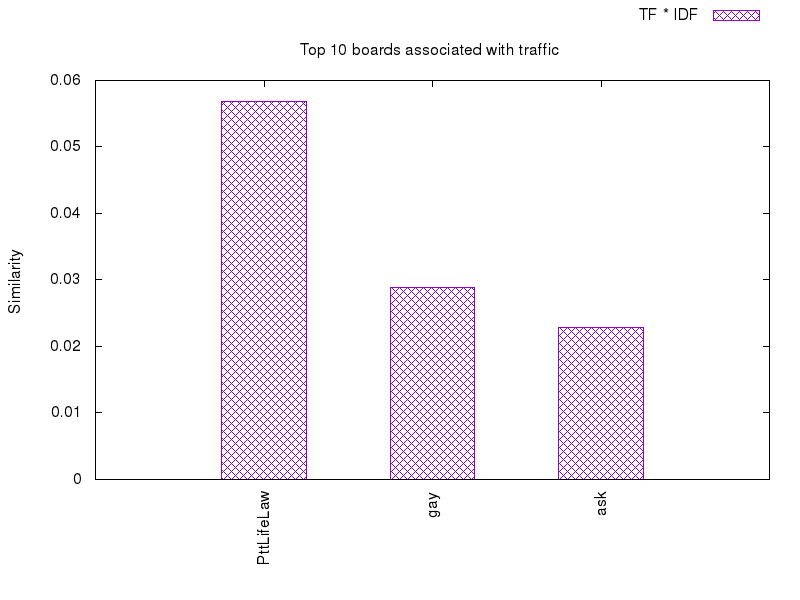 TF * IDF
Top 10 boards associated with traffic
0.06
0.05
0.04
0.03
0.02
0.01
0
Similarity
PttLifeLaw
gay
ask